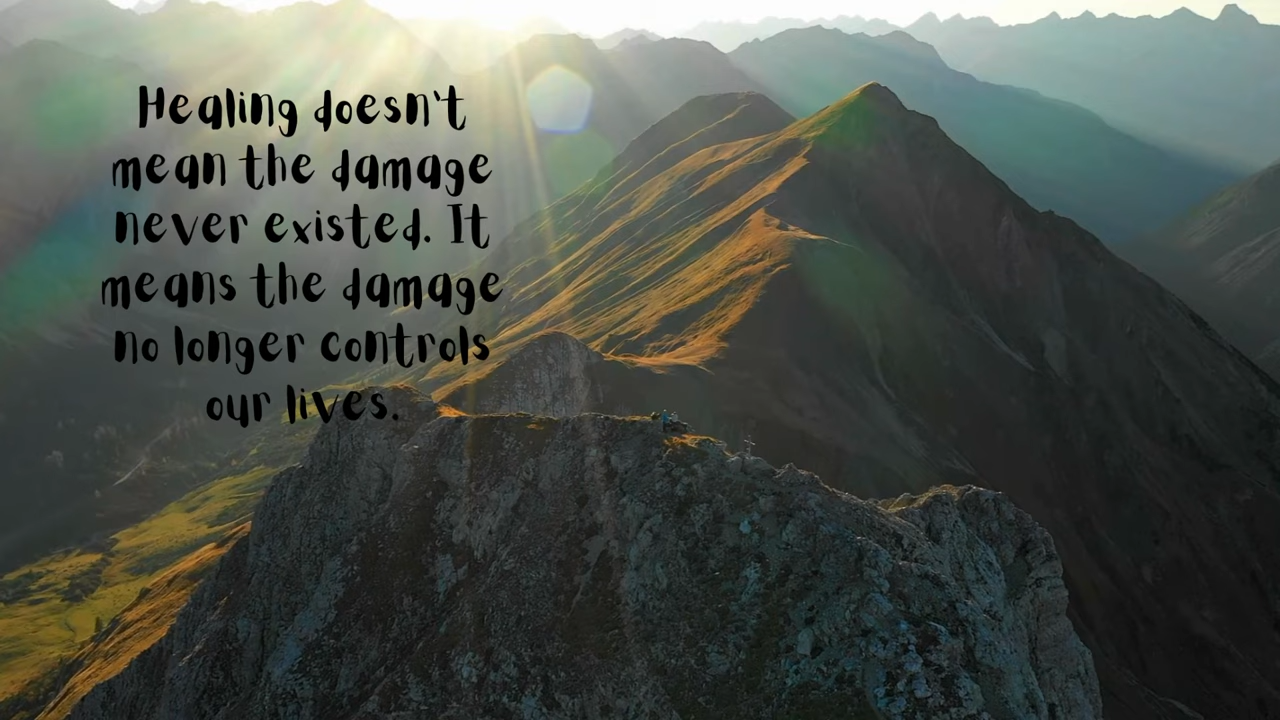 Healing doesn't
mean the damage
never existed. It
means the damage
no longer controls
our lives.